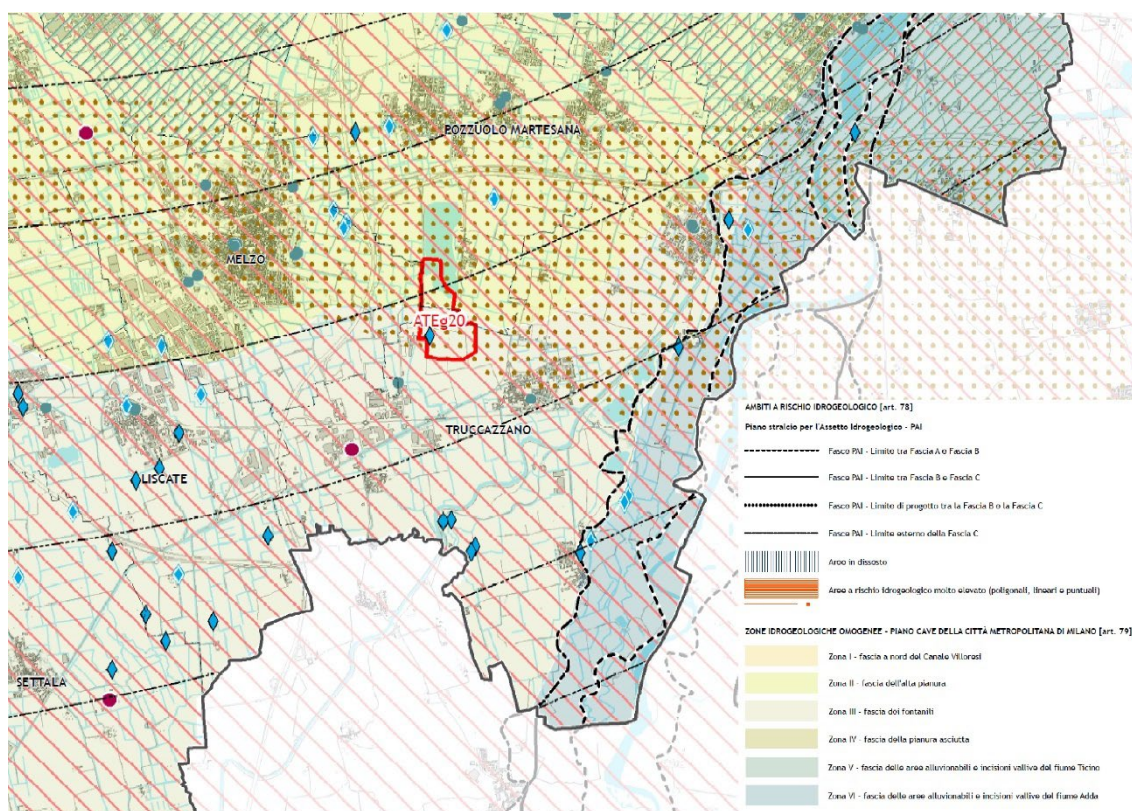 POZZUOLO MARTESANA
MELZO
ATEg20
TRUCCAZZANO
LISCATE
SETTALA
AMBITI A RISCHIO IDROGEOLOGICO [art. 78]
Piano stralcio per l'Assetto Idrogeologico - PAI
Fasce PAI - Limite tra Fascia A e Fascia B
Fasce PAI - Limite tra Fascia B e Fascia C
Fasce PAI - Limite di progetto tra la Fascia B e la Fascia C
Fasce PAI - Limite esterno della Fascia C
Aree in dissesto
Aree a rischio idrogeologico molto elevato (poligonali, lineari e puntuali)
ZONE IDROGEOLOGICHE OMOGENEE - PIANO CAVE DELLA CITTÀ METROPOLITANA DI MILANO [art. 79]
Zona I - fascia a nord del Canale Villoresi
Zona II - fascia dell'alta pianura
Zona III - fascia dei fontanili
Zona IV - fascia della pianura asciutta
Zona V - fascia delle aree alluvionabili e incisioni vallive del fiume Ticino
Zona VI - fascia delle aree alluvionabili e incisioni vallive del fiume Adda